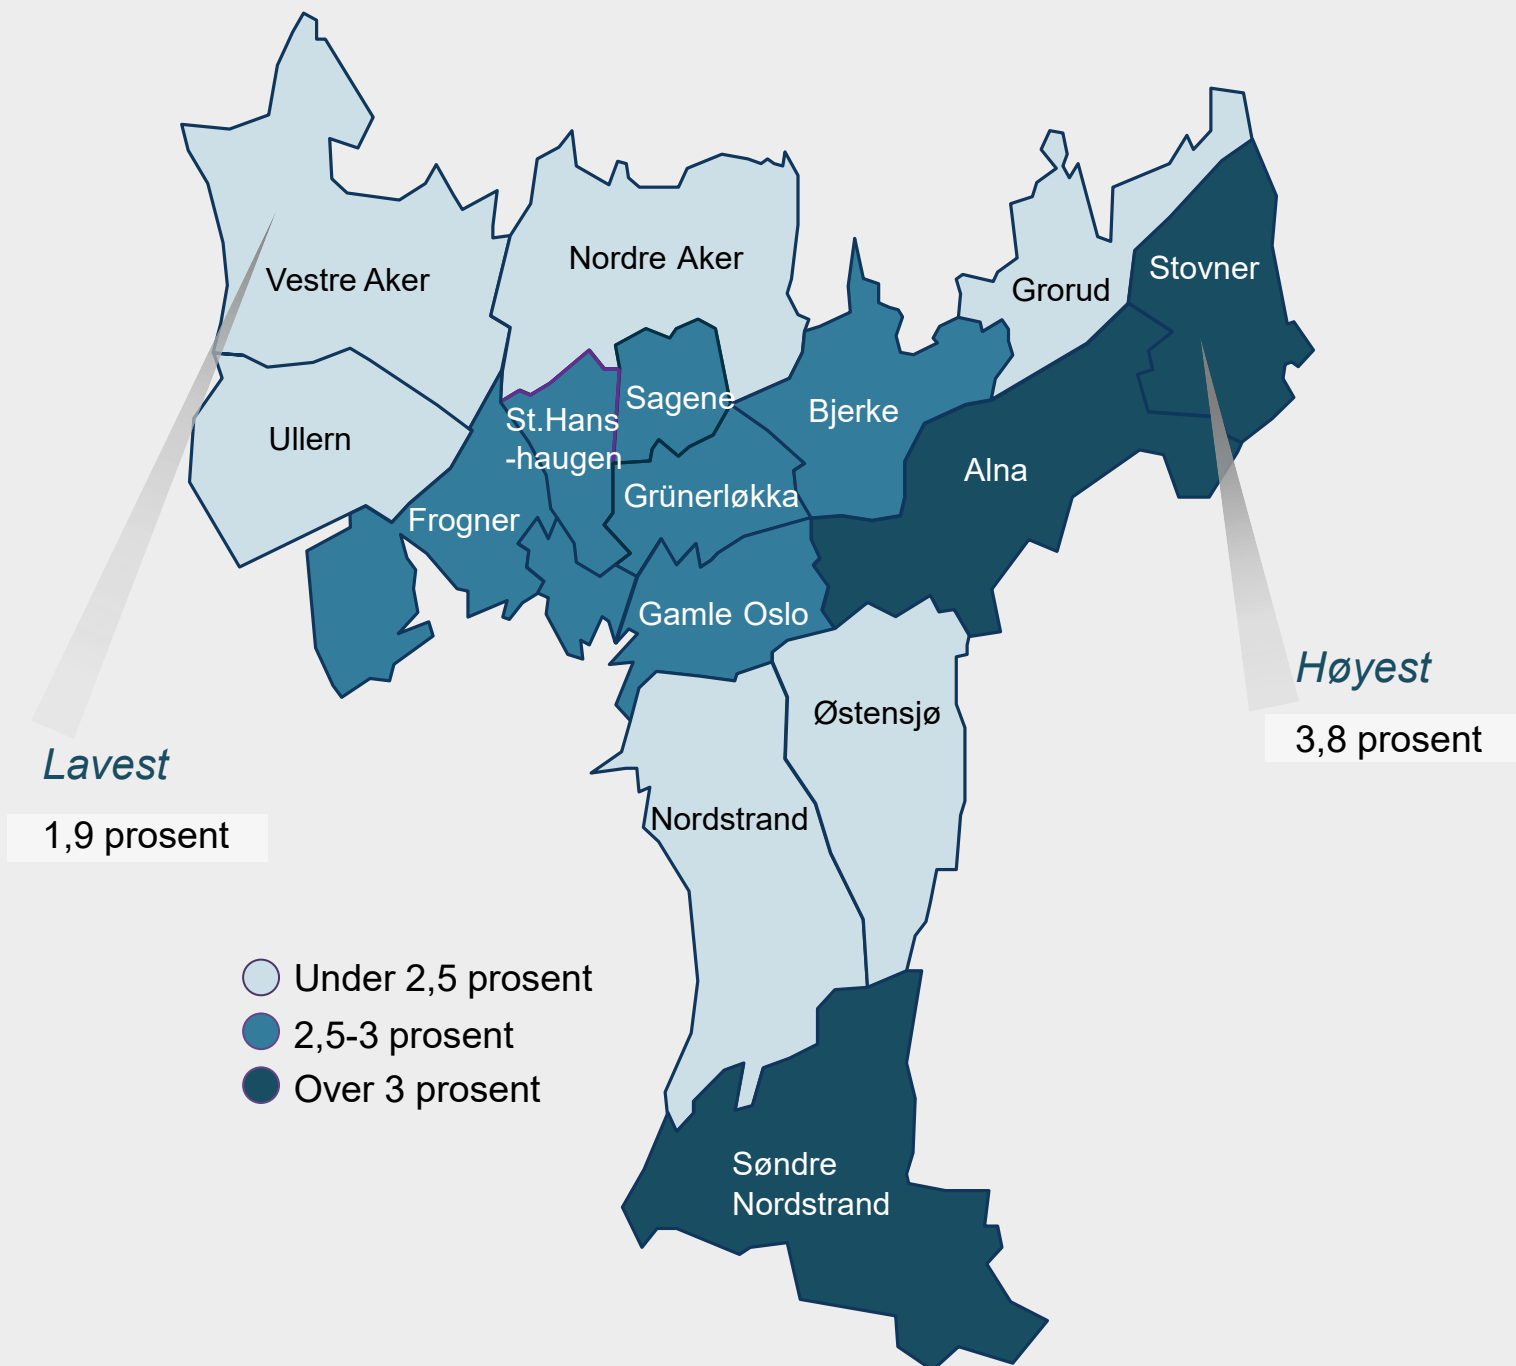 Nordre Aker
Vestre Aker
Grorud
Stovner
Sagene
St.Hans
-haugen
Bjerke
Ullern
Alna
Grünerløkka
Frogner
Gamle Oslo
Høyest
3,8 prosent
Østensjø
Lavest
1,9 prosent
Nordstrand
Under 2,5 prosent
2,5-3 prosent
Over 3 prosent
Søndre
Nordstrand